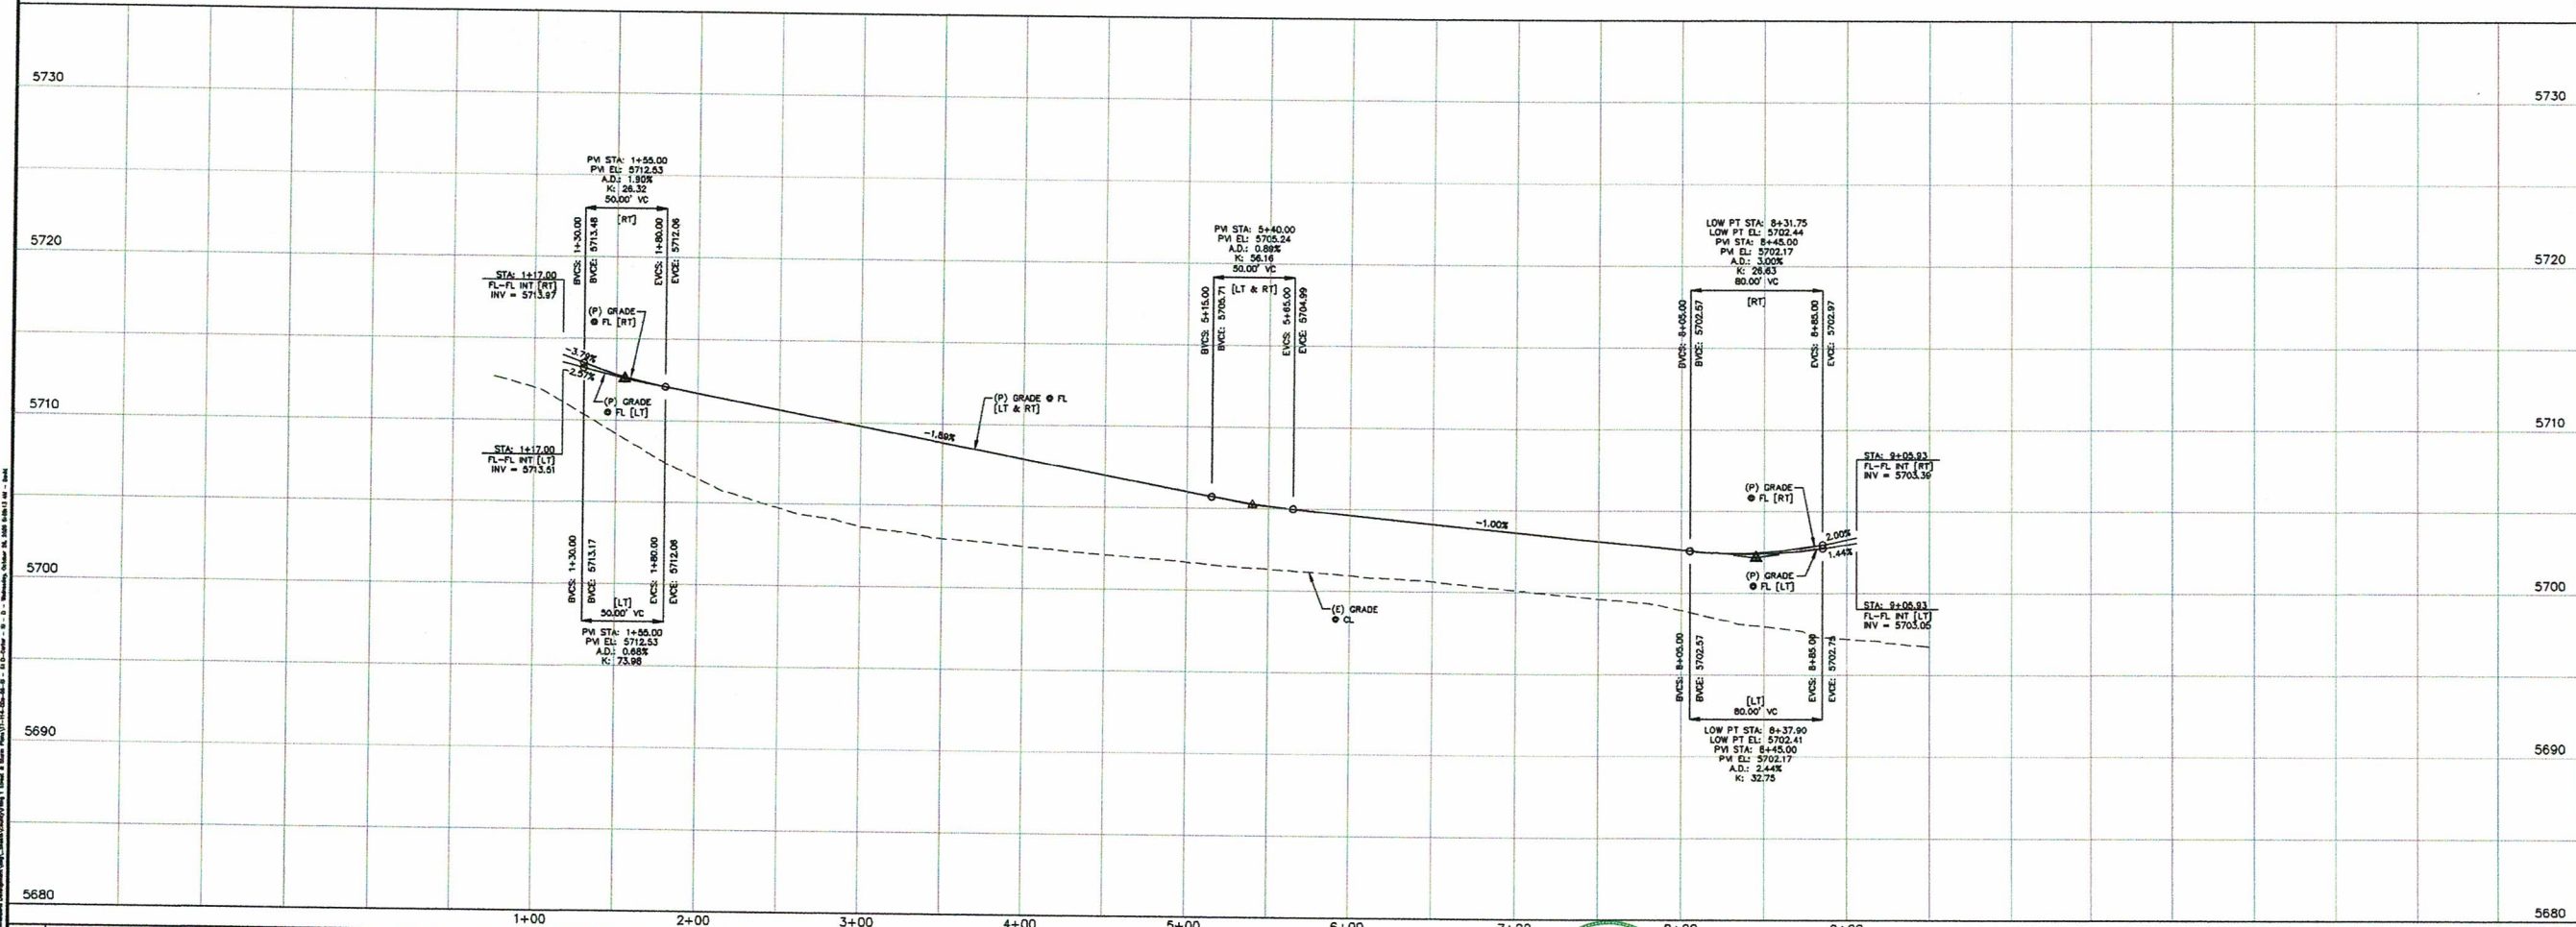 5730
5720
5710
5700
5690
5680
PVI STA: 1+55.00
PVI EL: 5712.53
A.D.: 1.90%
K: 26.32
50.00' VC
[RT]
BVCS: 1+30.00
BVCE: 5713.48
EVCS: 1+80.00
EVCE: 5712.06
STA: 1+17.00
FL-FL INT [RT]
INV = 5713.97
(P) GRADE
@ FL [RT]
-3.79%
-2.57%
(P) GRADE
@ FL [LT]
STA: 1+17.00
FL-FL INT [LT]
INV = 5713.51
BVCS: 1+30.00
BVCE: 5713.17
EVCS: 1+80.00
EVCE: 5712.06
[LT]
50.00' VC
PVI STA: 1+55.00
PVI EL: 5712.53
A.D.: 0.68%
K: 73.98
(P) GRADE @ FL
[LT & RT]
-1.89%
PVI STA: 5+40.00
PVI EL: 5705.24
A.D.: 0.89%
K: 56.16
50.00' VC
[LT & RT]
BVCS: 5+15.00
BVCE: 5705.71
EVCS: 5+65.00
EVCE: 5704.99
-1.00%
(E) GRADE
@ CL
LOW PT STA: 8+31.75
LOW PT EL: 5702.44
PVI STA: 8+45.00
PVI EL: 5702.17
A.D.: 3.00%
K: 26.63
80.00' VC
[RT]
BVCS: 8+05.00
BVCE: 5702.57
EVCS: 8+85.00
EVCE: 5702.97
(P) GRADE
@ FL [RT]
2.00%
1.44%
(P) GRADE
@ FL [LT]
STA: 9+05.93
FL-FL INT [RT]
INV = 5703.39
STA: 9+05.93
FL-FL INT [LT]
INV = 5703.05
BVCS: 8+05.00
BVCE: 5702.57
EVCS: 8+85.00
EVCE: 5702.75
[LT]
80.00' VC
LOW PT STA: 8+37.90
LOW PT EL: 5702.41
PVI STA: 8+45.00
PVI EL: 5702.17
A.D.: 2.44%
K: 32.75
5730
5720
5710
5700
5690
5680
1+00
2+00
3+00
4+00
5+00
6+00
7+00